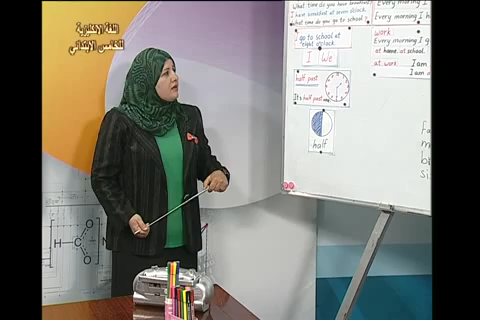 اللغة الانكليزية
للخامس الابتدائي
What time do you have breakfast?
I have breakfast at seven o'clock.
What time do you go to school?
I go to school at
eight o'clock.
I We
half past
It's half past
half
Every morning I
Every morning I h
work
Every morning I g
at home at school
at work I am
I am